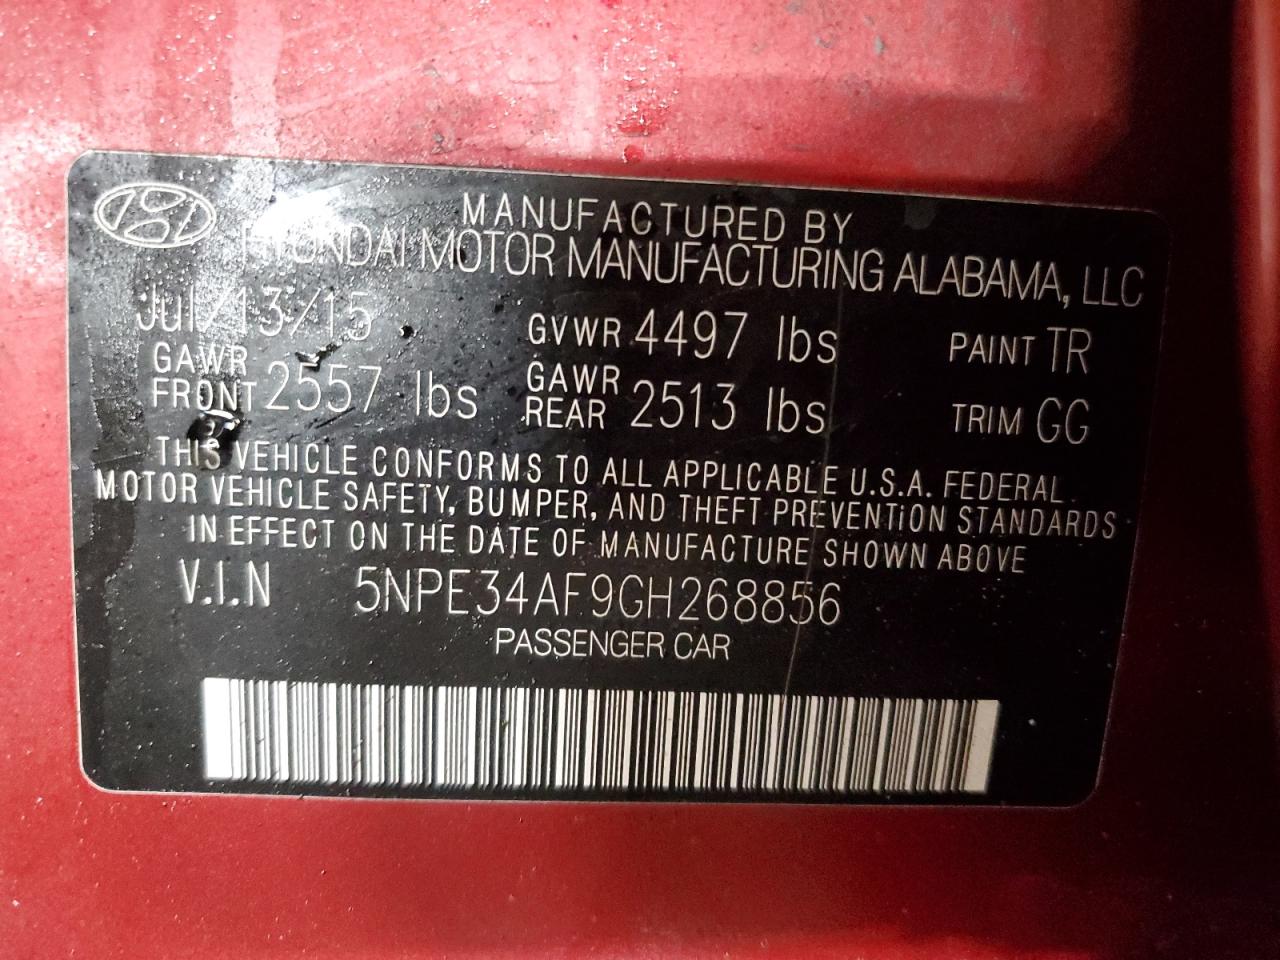 MANUFACTURED BY
HYUNDAI MOTOR MANUFACTURING ALABAMA, LLC
Jul/13/15 GVWR 4497 lbs PAINT TR
GAWR FRONT 2557 lbs GAWR REAR 2513 lbs TRIM GG
THIS VEHICLE CONFORMS TO ALL APPLICABLE U.S.A. FEDERAL
MOTOR VEHICLE SAFETY, BUMPER, AND THEFT PREVENTiON STANDARDS
IN EFFECT ON THE DATE OF MANUFACTURE SHOWN ABOVE
V.I.N 5NPE34AF9GH268856
PASSENGER CAR